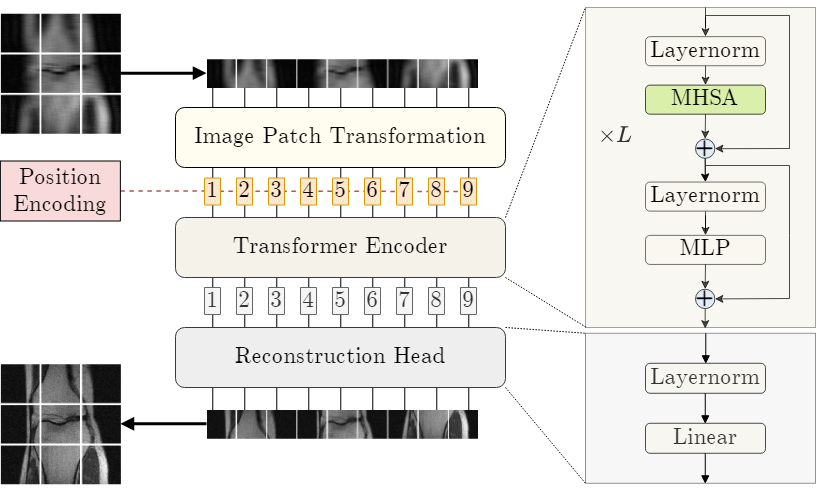 Image Patch Transformation
Position
Encoding
1 2 3 4 5 6 7 8 9
Transformer Encoder
1 2 3 4 5 6 7 8 9
Reconstruction Head
Layernorm
MHSA
×L
+
Layernorm
MLP
+
Layernorm
Linear